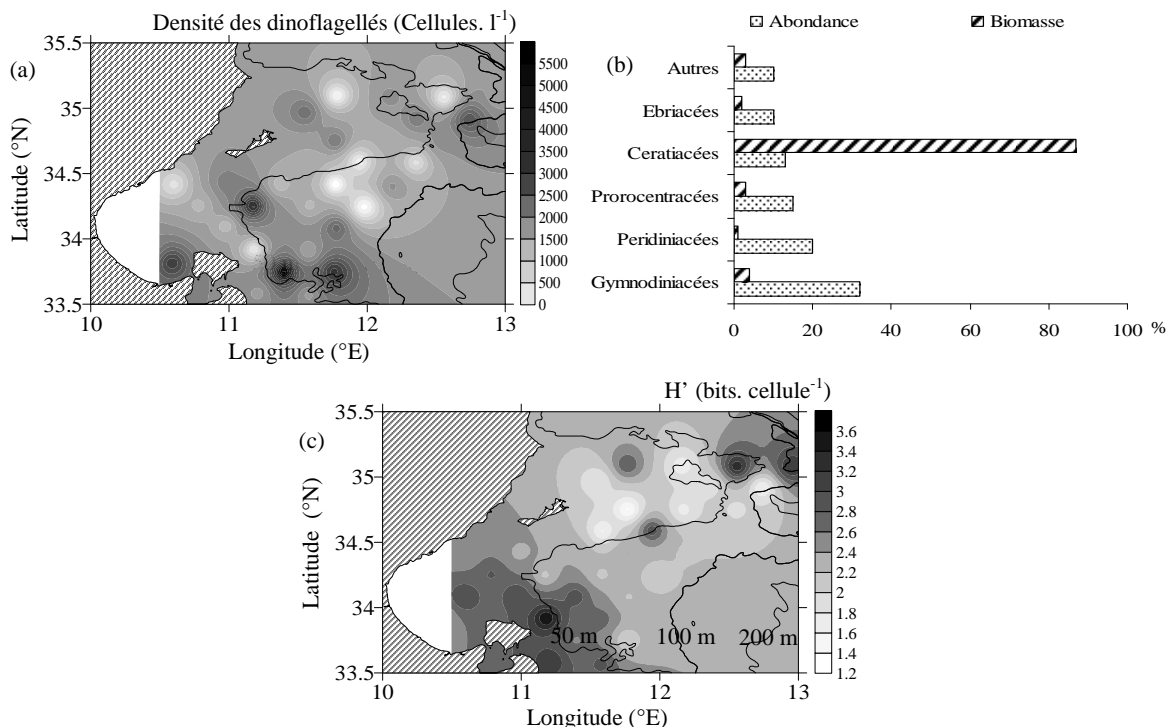 Densité des dinoflagellés (Cellules. l-1)
(a)
35.5
35
34.5
34
33.5
Latitude (°N)
10
11
12
13
Longitude (°E)
5500
5000
4500
4000
3500
3000
2500
2000
1500
1000
500
0
Abondance
Biomasse
(b)
Autres
Ebriacées
Ceratiacées
Prorocentracées
Peridiniacées
Gymnodiniacées
0
20
40
60
80
100
%
H’ (bits. cellule-1)
(c)
35.5
35
34.5
34
33.5
Latitude (°N)
50 m
100 m
200 m
10
11
12
13
Longitude (°E)
3.6
3.4
3.2
3
2.8
2.6
2.4
2.2
2
1.8
1.6
1.4
1.2